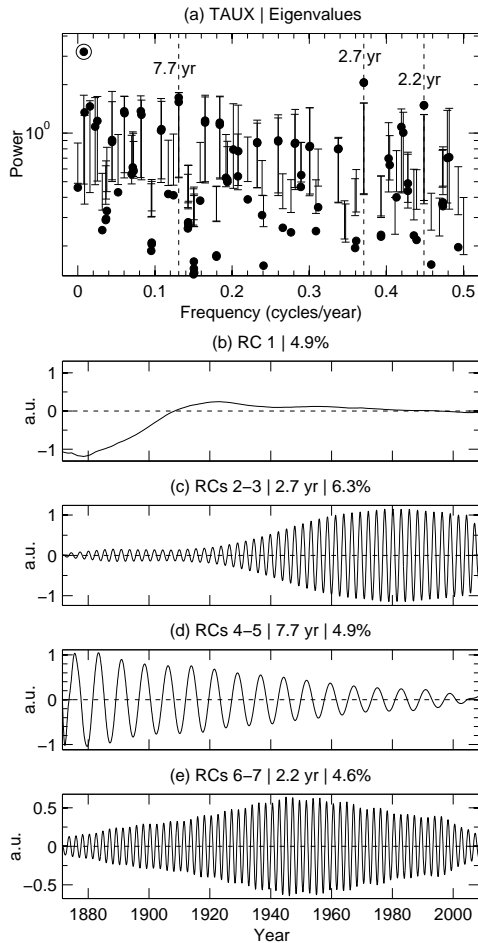 (a) TAUX | Eigenvalues
7.7 yr
2.7 yr
2.2 yr
10⁰
Power
0 0.1 0.2 0.3 0.4 0.5
Frequency (cycles/year)
(b) RC 1 | 4.9%
1
0
−1
a.u.
(c) RCs 2−3 | 2.7 yr | 6.3%
1
0
−1
a.u.
(d) RCs 4−5 | 7.7 yr | 4.9%
1
0
−1
a.u.
(e) RCs 6−7 | 2.2 yr | 4.6%
0.5
0
−0.5
a.u.
1880 1900 1920 1940 1960 1980 2000
Year